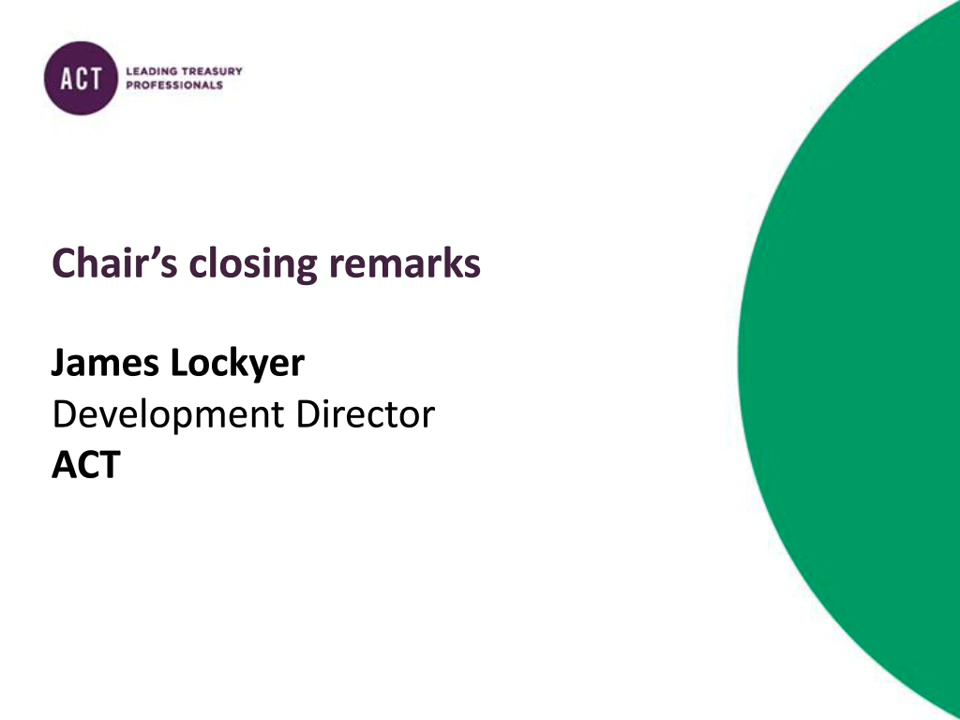 ACT
LEADING TREASURY
PROFESSIONALS
Chair’s closing remarks
James Lockyer
Development Director
ACT